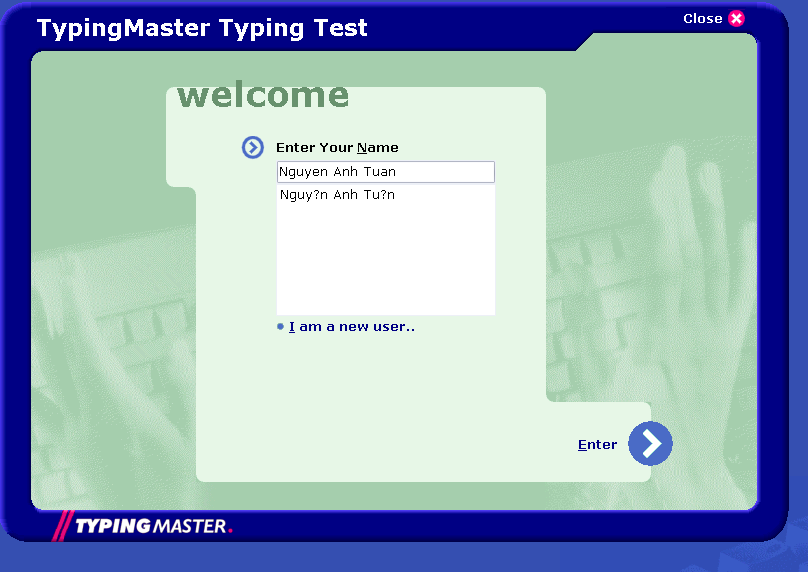 TypingMaster Typing Test
Close
welcome
Enter Your Name
Nguyen Anh Tuan
Nguy?n Anh Tu?n
I am a new user..
Enter
TYPING MASTER.